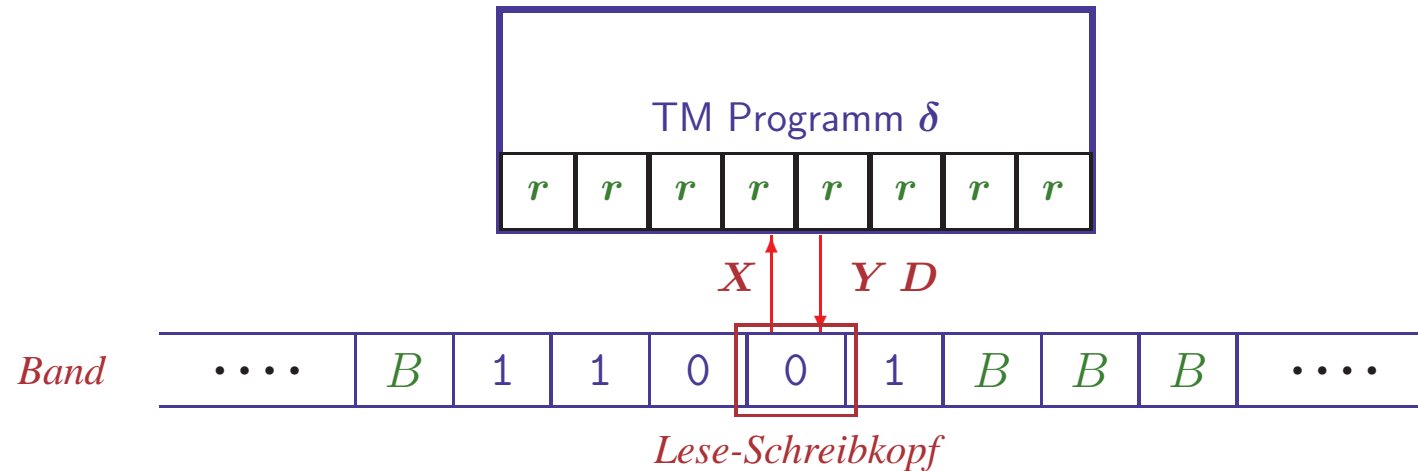 TM Programm δ
r r r r r r r r
X Y D
Band ···· B 1 1 0 0 1 B B B ····
Lese-Schreibkopf